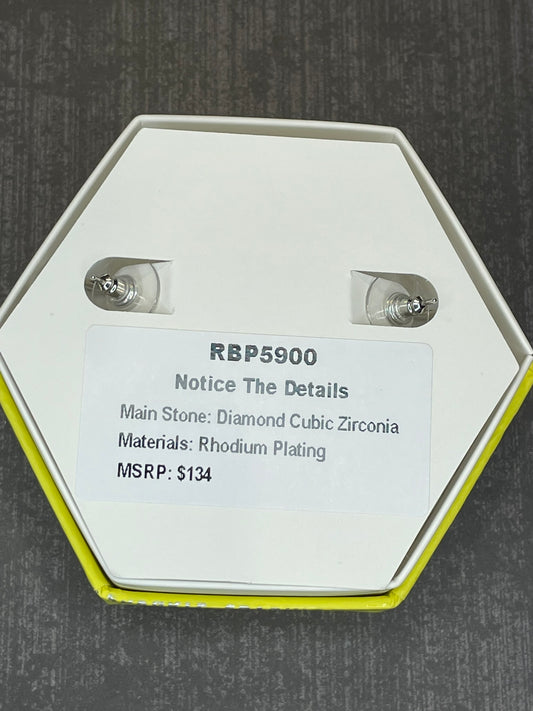 RBP5900
Notice The Details
Main Stone: Diamond Cubic Zirconia
Materials: Rhodium Plating
MSRP: $134